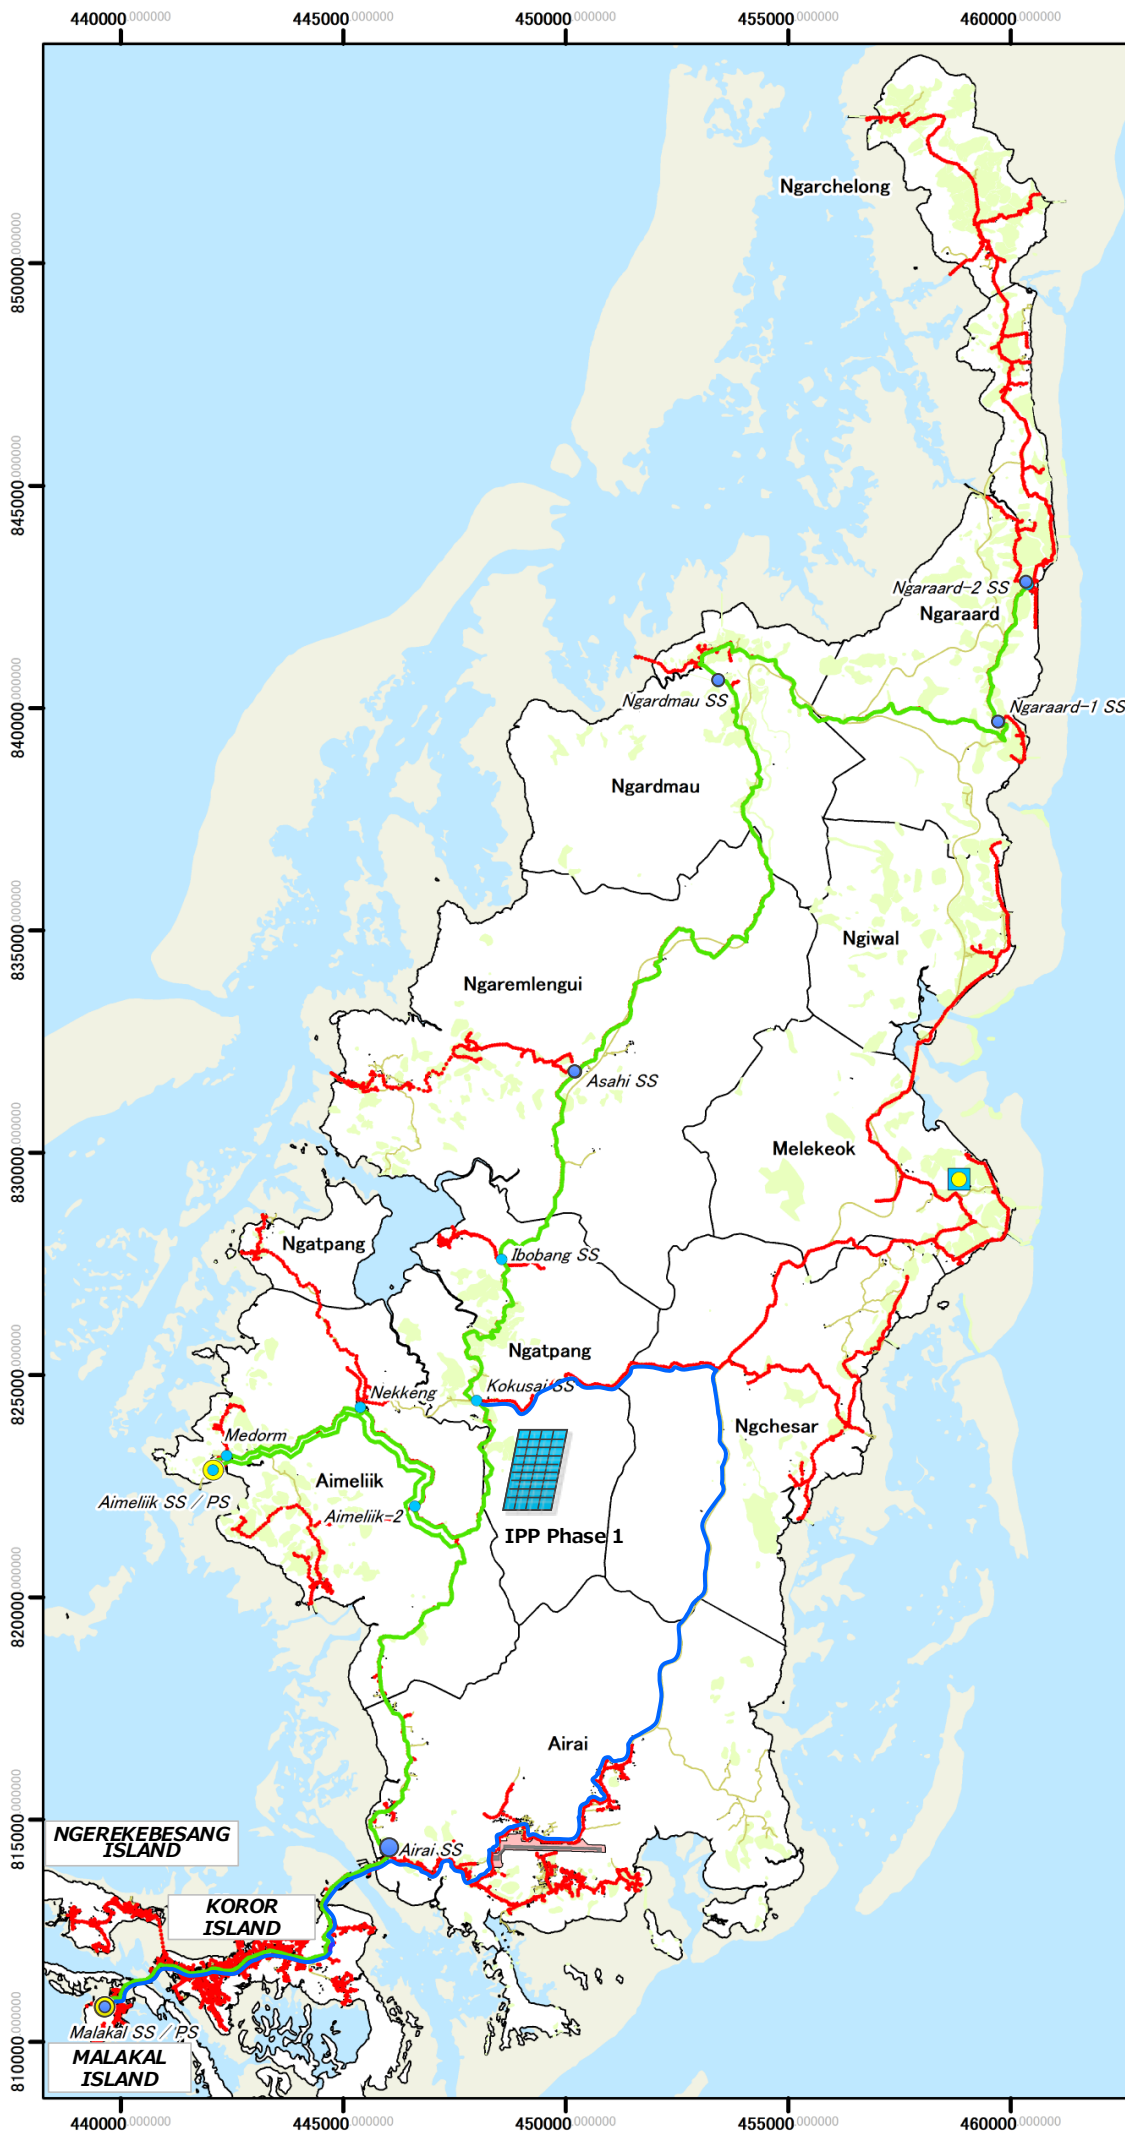 440000.000000 445000.000000 450000.000000 455000.000000 460000.000000
Ngarchelong
850000.000000
845000.000000
Ngaraard-2 SS
Ngaraard
Ngardmau SS
Ngaraard-1 SS
840000.000000
Ngardmau
Ngiwal
835000.000000
Ngaremlengui
Asahi SS
Melekeok
830000.000000
Ngatpang
Ibobang SS
Ngatpang
825000.000000
Nekkeng
Kokusai SS
Ngchesar
Medorm
Aimeliik
Aimeliik SS / PS
Aimeliik-2
IPP Phase 1
820000.000000
Airai
815000.000000
NGEREKEBESANG
ISLAND
Airai SS
KOROR
ISLAND
Malakal SS / PS
810000.000000
MALAKAL
ISLAND
440000.000000 445000.000000 450000.000000 455000.000000 460000.000000